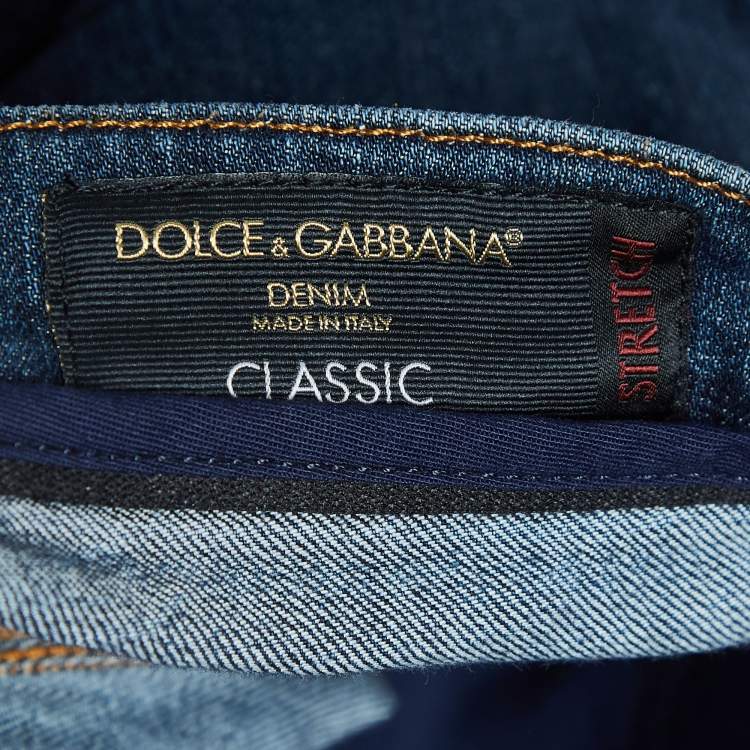 DOLCE & GABBANA®
DENIM
MADE IN ITALY
CLASSIC
STRETCH